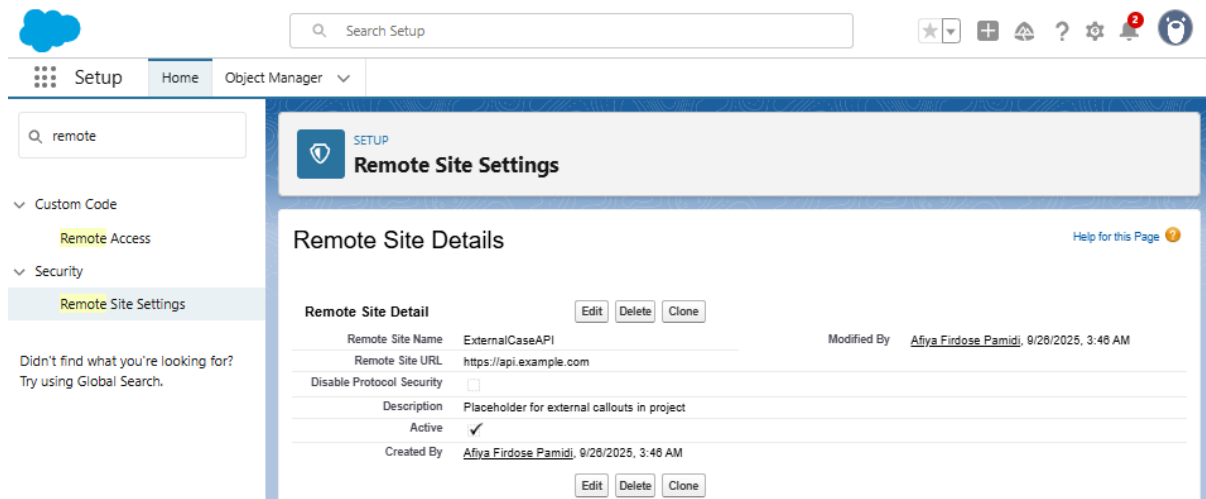 Search Setup
2
Setup Home Object Manager
remote
SETUP
Remote Site Settings
Custom Code
Remote Access
Security
Remote Site Settings
Didn't find what you're looking for?
Try using Global Search.
Remote Site Details
Help for this Page ?
Remote Site Detail Edit Delete Clone
Remote Site Name ExternalCaseAPI Modified By Afiya Firdose Pamidi, 9/26/2025, 3:46 AM
Remote Site URL https://api.example.com
Disable Protocol Security
Description Placeholder for external callouts in project
Active ✓
Created By Afiya Firdose Pamidi, 9/26/2025, 3:46 AM
Edit Delete Clone